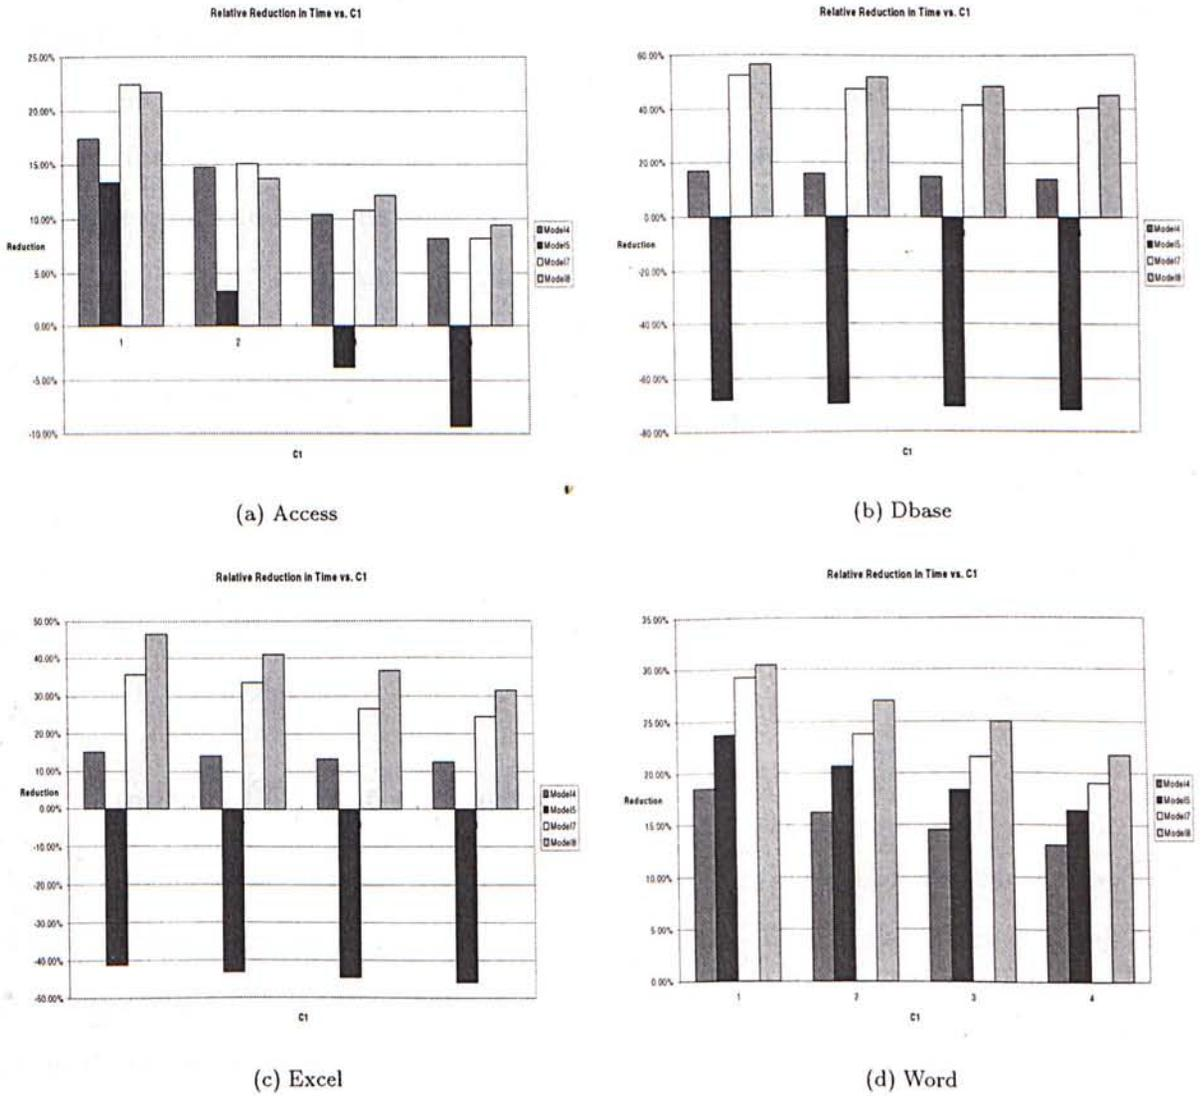 Relative Reduction in Time vs. C1
25.00%
20.00%
15.00%
10.00%
Reduction
5.00%
0.00%
-5.00%
-10.00%
1
2
C1
Model4
Model5
Model7
Model8
(a) Access
Relative Reduction in Time vs. C1
60.00%
40.00%
20.00%
0.00%
Reduction
-20.00%
-40.00%
-60.00%
-80.00%
C1
Model4
Model5
Model7
Model8
(b) Dbase
Relative Reduction in Time vs. C1
50.00%
40.00%
30.00%
20.00%
10.00%
Reduction
0.00%
-10.00%
-20.00%
-30.00%
-40.00%
-50.00%
C1
Model4
Model5
Model7
Model8
(c) Excel
Relative Reduction in Time vs. C1
35.00%
30.00%
25.00%
20.00%
Reduction
15.00%
10.00%
5.00%
0.00%
1
2
3
4
C1
Model4
Model5
Model7
Model8
(d) Word